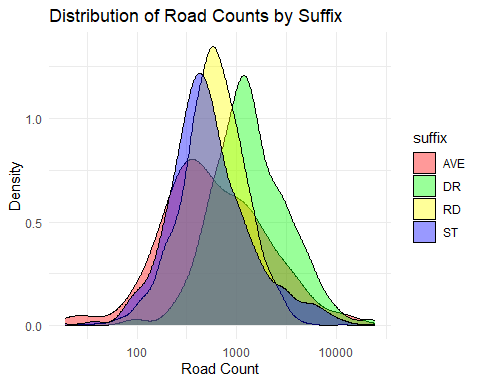 Distribution of Road Counts by Suffix
Density
1.0
0.5
0.0
100
1000
10000
Road Count
suffix
AVE
DR
RD
ST